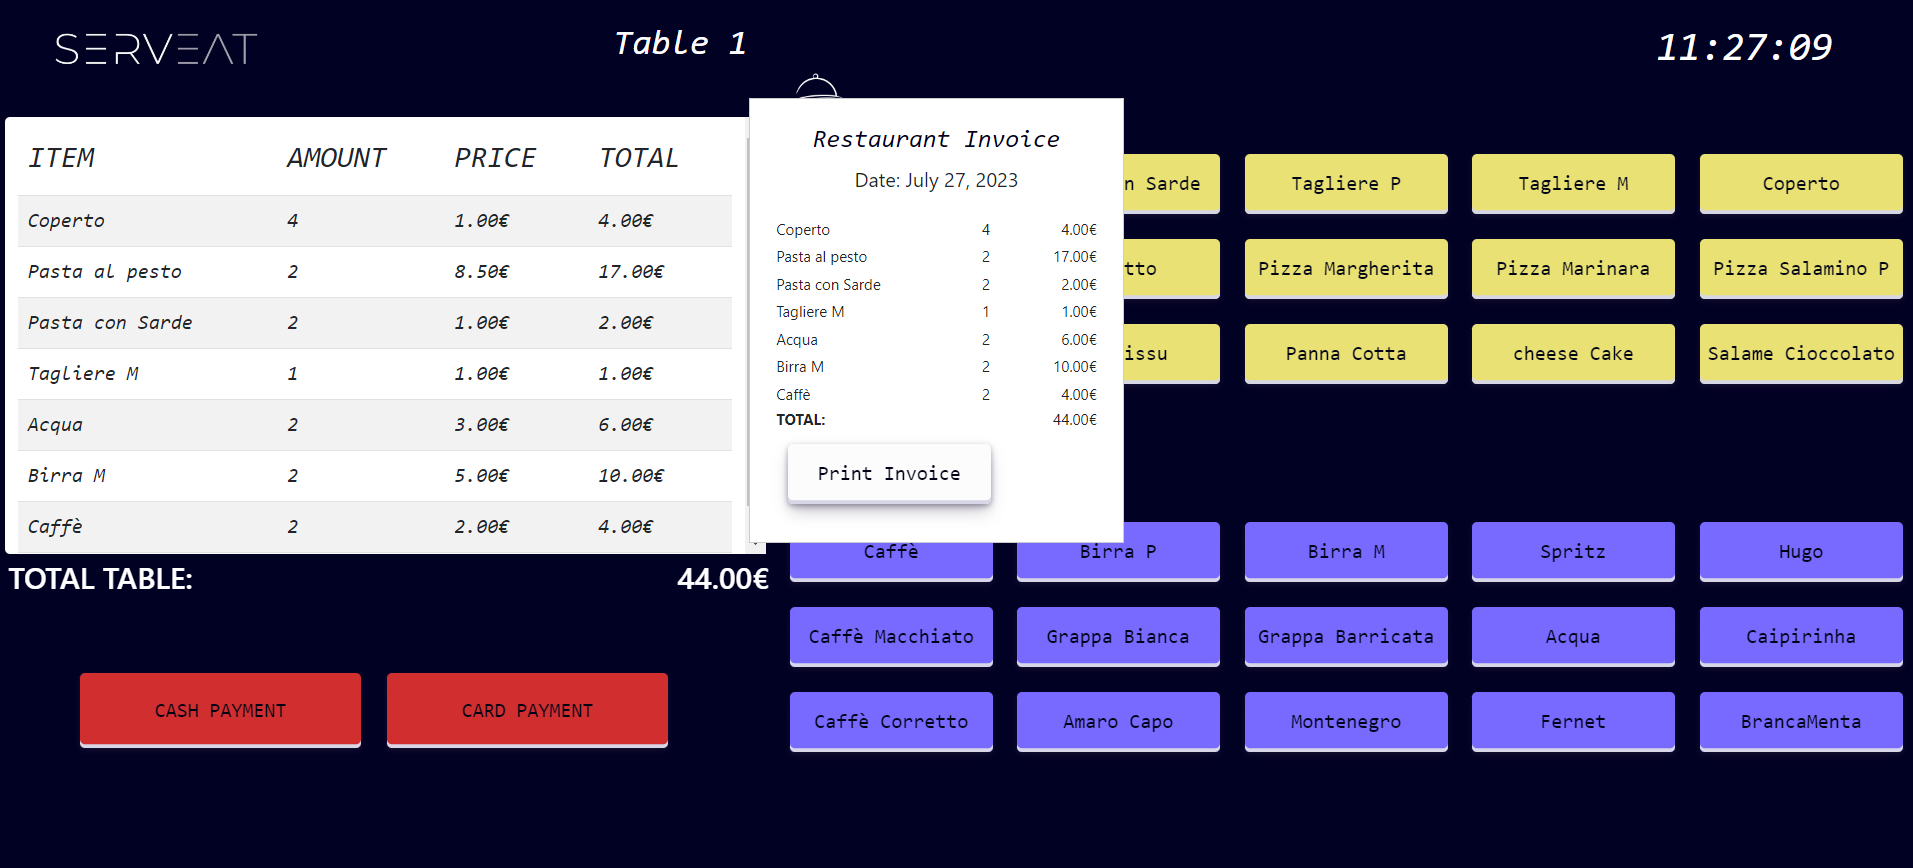 SERVEAT
Table 1
11:27:09
ITEM AMOUNT PRICE TOTAL
Coperto 4 1.00€ 4.00€
Pasta al pesto 2 8.50€ 17.00€
Pasta con Sarde 2 1.00€ 2.00€
Tagliere M 1 1.00€ 1.00€
Acqua 2 3.00€ 6.00€
Birra M 2 5.00€ 10.00€
Caffè 2 2.00€ 4.00€
TOTAL TABLE: 44.00€
CASH PAYMENT CARD PAYMENT
Restaurant Invoice
Date: July 27, 2023
Coperto 4 4.00€
Pasta al pesto 2 17.00€
Pasta con Sarde 2 2.00€
Tagliere M 1 1.00€
Acqua 2 6.00€
Birra M 2 10.00€
Caffè 2 4.00€
TOTAL: 44.00€
Print Invoice
n Sarde Tagliere P Tagliere M Coperto
tto Pizza Margherita Pizza Marinara Pizza Salamino P
issu Panna Cotta cheese Cake Salame Cioccolato
Caffè Birra P Birra M Spritz Hugo
Caffè Macchiato Grappa Bianca Grappa Barricata Acqua Caipirinha
Caffè Corretto Amaro Capo Montenegro Fernet BrancaMenta